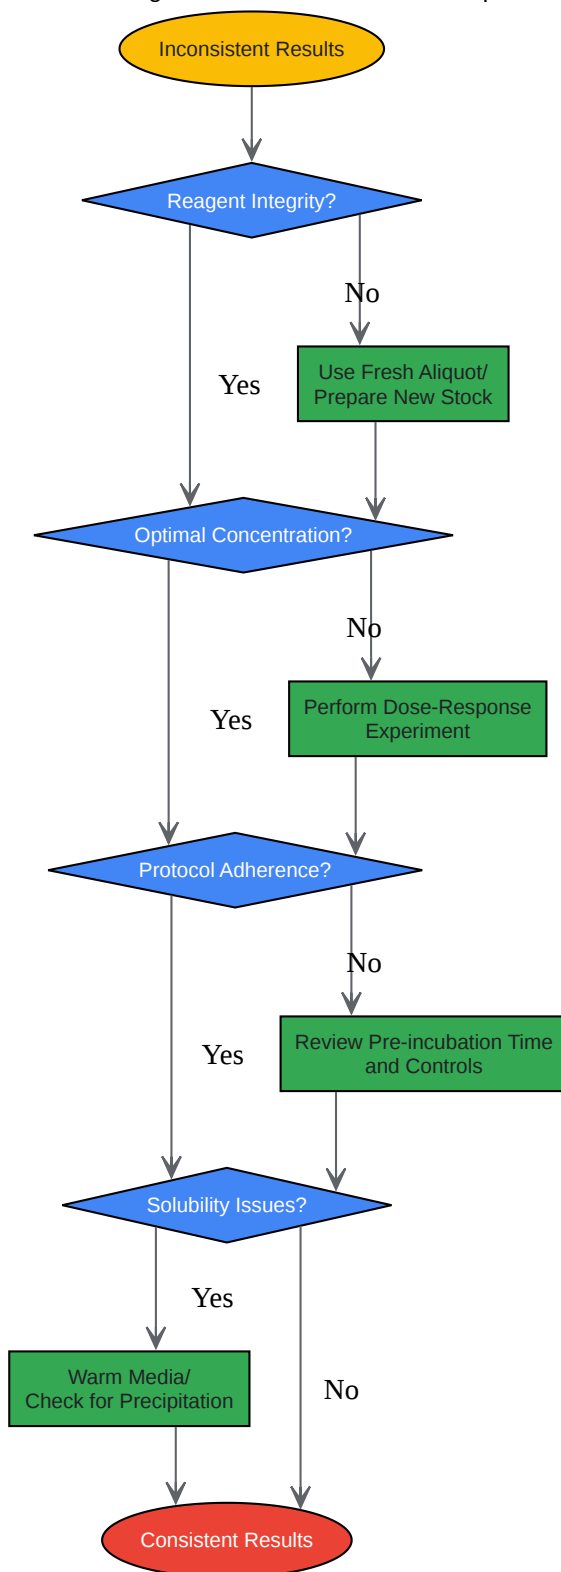 Inconsistent Results
Reagent Integrity?
No
Use Fresh Aliquot/
Prepare New Stock
Yes
Optimal Concentration?
No
Perform Dose-Response
Experiment
Yes
Protocol Adherence?
No
Review Pre-incubation Time
and Controls
Yes
Solubility Issues?
Yes
Warm Media/
Check for Precipitation
No
Consistent Results